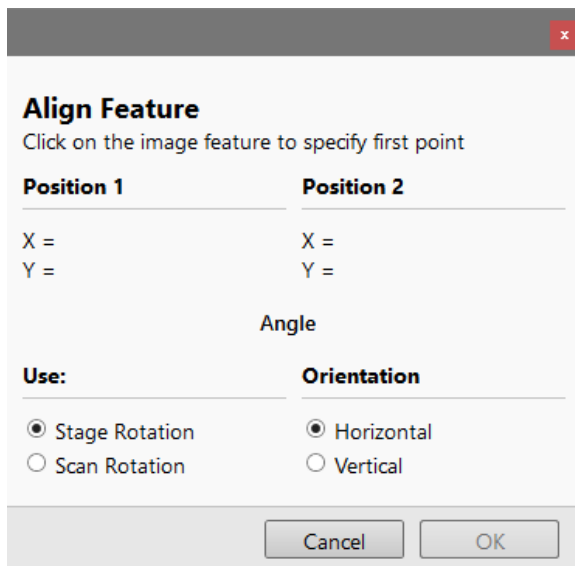 x
Align Feature
Click on the image feature to specify first point
Position 1
Position 2
X =
X =
Y =
Y =
Angle
Use:
Orientation
Stage Rotation
Horizontal
Scan Rotation
Vertical
Cancel
OK